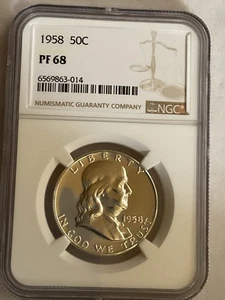 1958 50C
PF 68
6569863-014
NUMISMATIC GUARANTY COMPANY
NGC
LIBERTY
1958
IN GOD WE TRUST